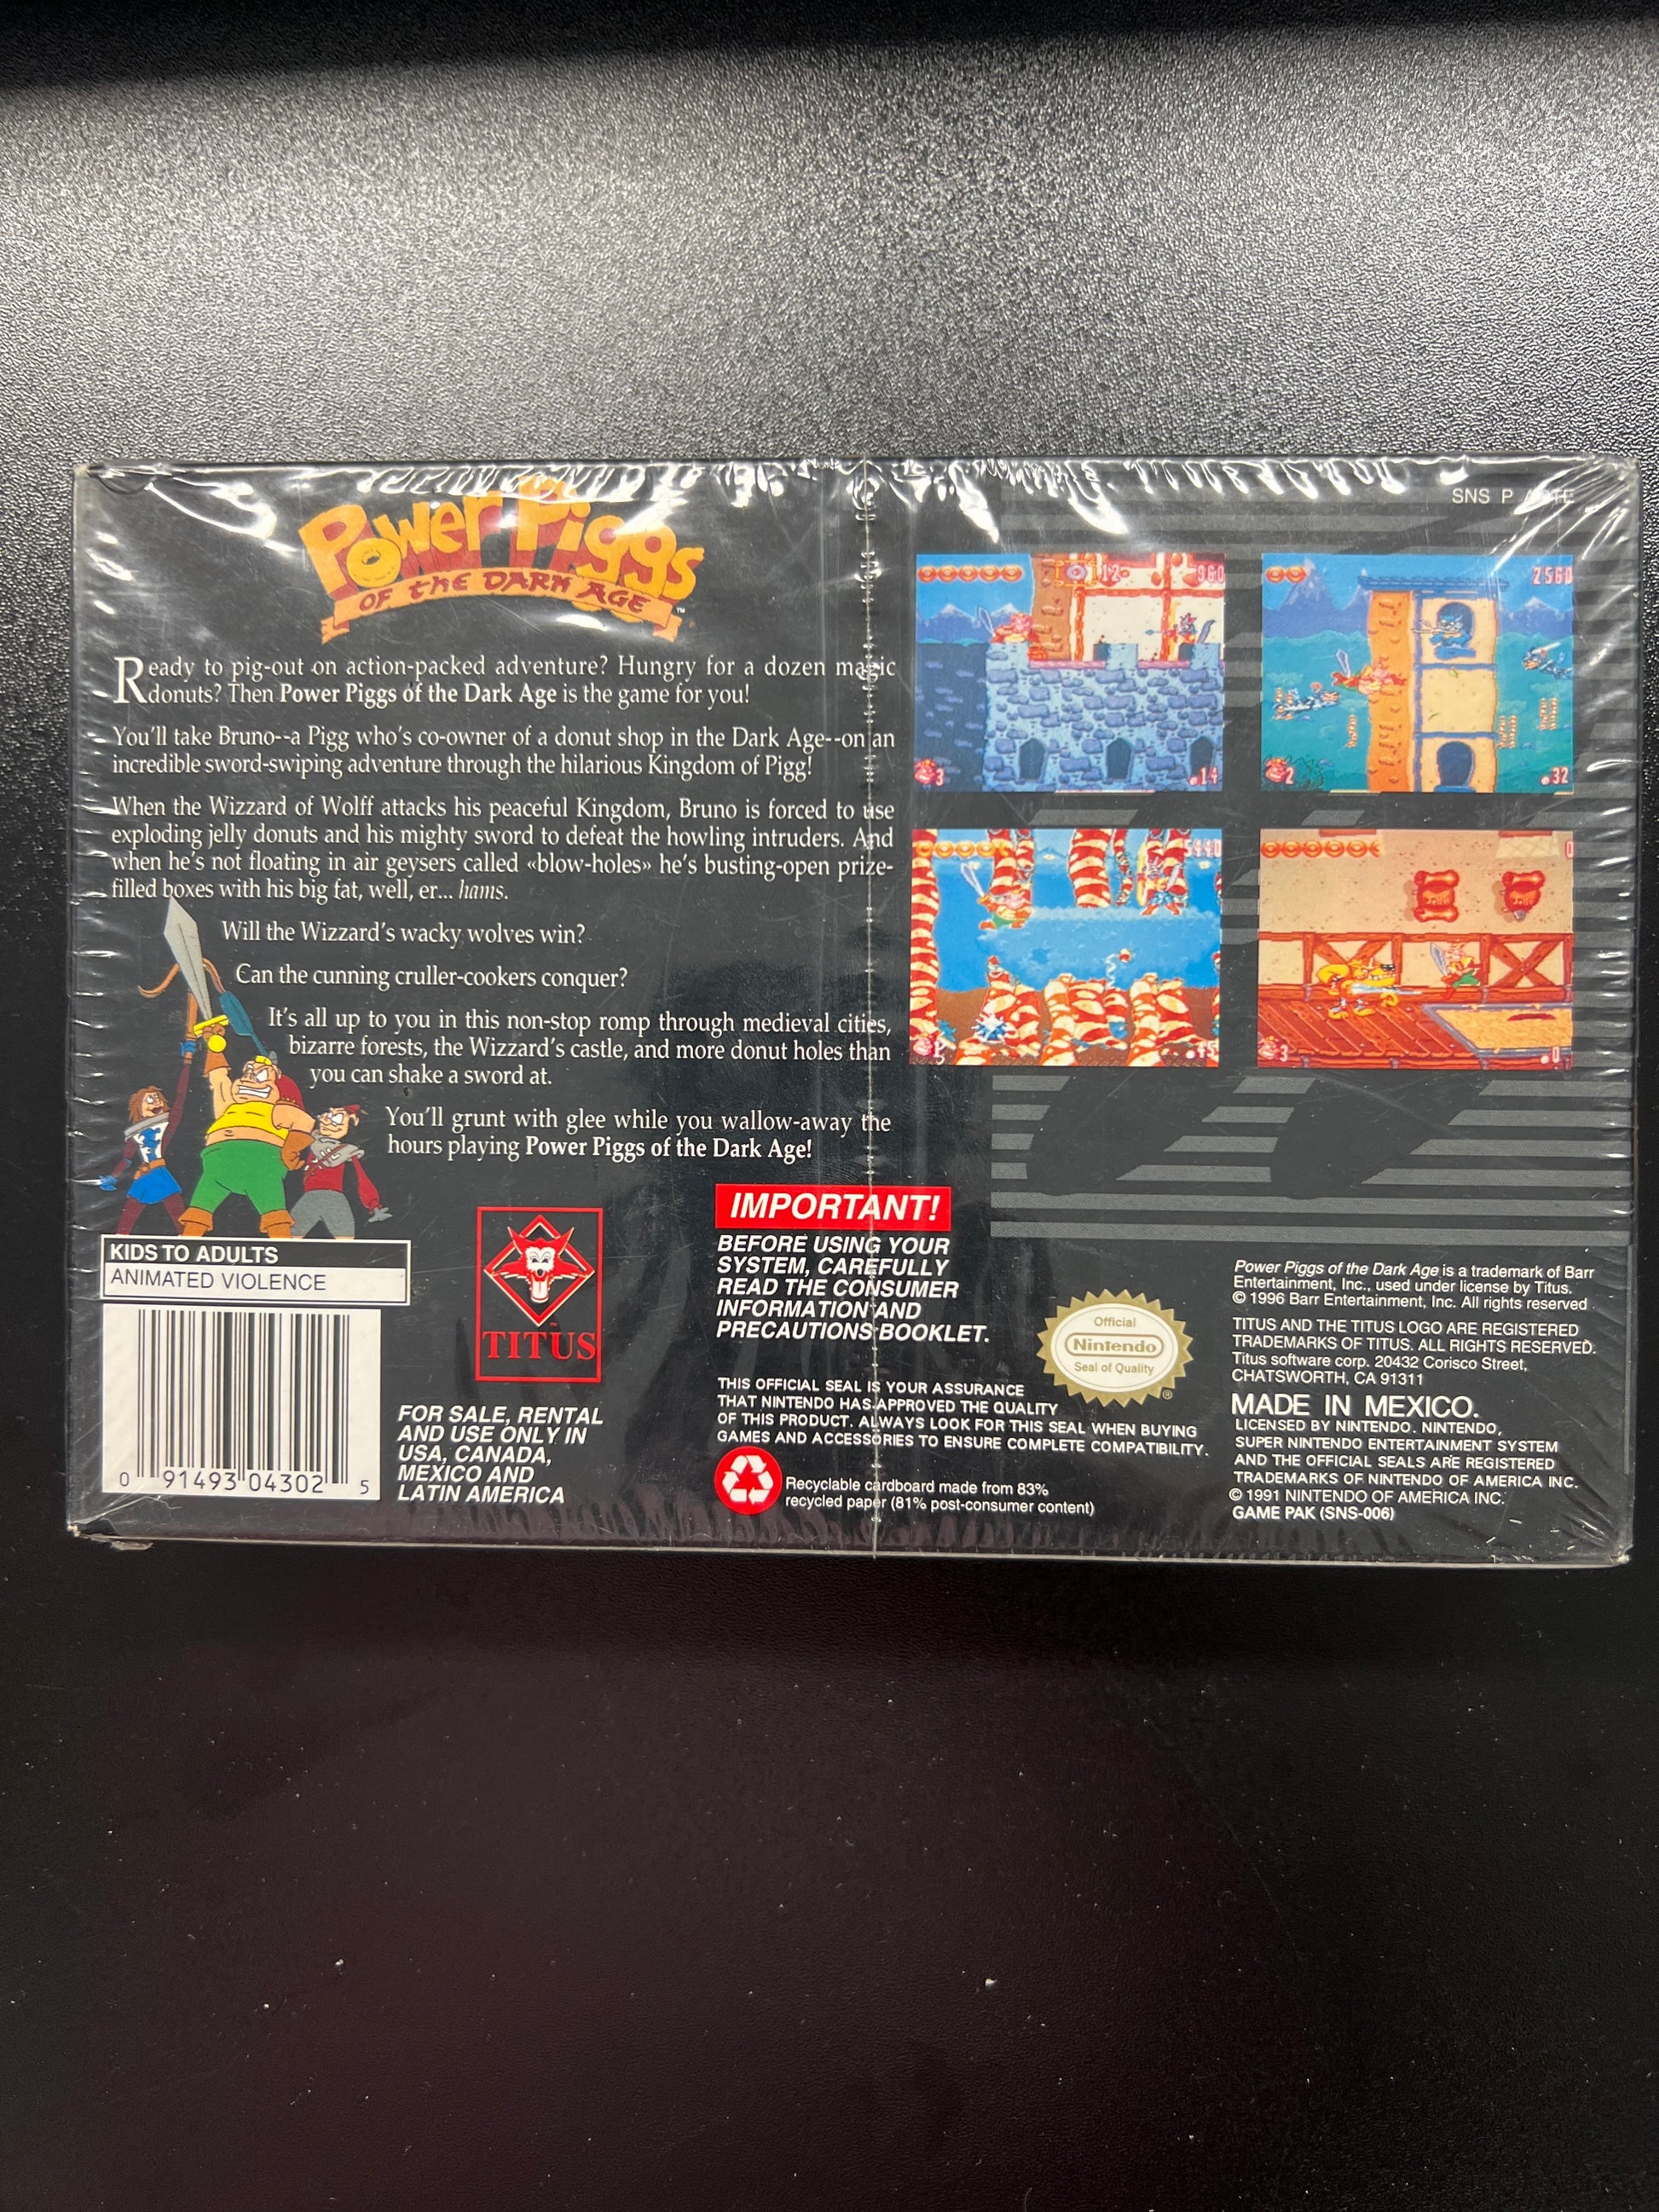 Power Piggs
OF THE DARK AGE™
Ready to pig-out on action-packed adventure? Hungry for a dozen magic
donuts? Then Power Piggs of the Dark Age is the game for you!
You'll take Bruno--a Pigg who's co-owner of a donut shop in the Dark Age--on an
incredible sword-swiping adventure through the hilarious Kingdom of Pigg!
When the Wizzard of Wolff attacks his peaceful Kingdom, Bruno is forced to use
exploding jelly donuts and his mighty sword to defeat the howling intruders. And
when he's not floating in air geysers called «blow-holes» he's busting-open prize-
filled boxes with his big fat, well, er... hams.
Will the Wizzard's wacky wolves win?
Can the cunning cruller-cookers conquer?
It's all up to you in this non-stop romp through medieval cities,
bizarre forests, the Wizzard's castle, and more donut holes than
you can shake a sword at.
You'll grunt with glee while you wallow-away the
hours playing Power Piggs of the Dark Age!
KIDS TO ADULTS
ANIMATED VIOLENCE
0 91493 04302 5
TITUS
FOR SALE, RENTAL
AND USE ONLY IN
USA, CANADA,
MEXICO AND
LATIN AMERICA
IMPORTANT!
BEFORE USING YOUR
SYSTEM, CAREFULLY
READ THE CONSUMER
INFORMATION AND
PRECAUTIONS BOOKLET.
Official
Nintendo
Seal of Quality
®
THIS OFFICIAL SEAL IS YOUR ASSURANCE
THAT NINTENDO HAS APPROVED THE QUALITY
OF THIS PRODUCT. ALWAYS LOOK FOR THIS SEAL WHEN BUYING
GAMES AND ACCESSORIES TO ENSURE COMPLETE COMPATIBILITY.
Recyclable cardboard made from 83%
recycled paper (81% post-consumer content)
SNS P
12 960
3 14
2560
2 32
5440
45
0
3 0
Power Piggs of the Dark Age is a trademark of Barr
Entertainment, Inc., used under license by Titus.
© 1996 Barr Entertainment, Inc. All rights reserved
TITUS AND THE TITUS LOGO ARE REGISTERED
TRADEMARKS OF TITUS. ALL RIGHTS RESERVED.
Titus software corp. 20432 Corisco Street,
CHATSWORTH, CA 91311
MADE IN MEXICO.
LICENSED BY NINTENDO. NINTENDO,
SUPER NINTENDO ENTERTAINMENT SYSTEM
AND THE OFFICIAL SEALS ARE REGISTERED
TRADEMARKS OF NINTENDO OF AMERICA INC.
© 1991 NINTENDO OF AMERICA INC.
GAME PAK (SNS-006)